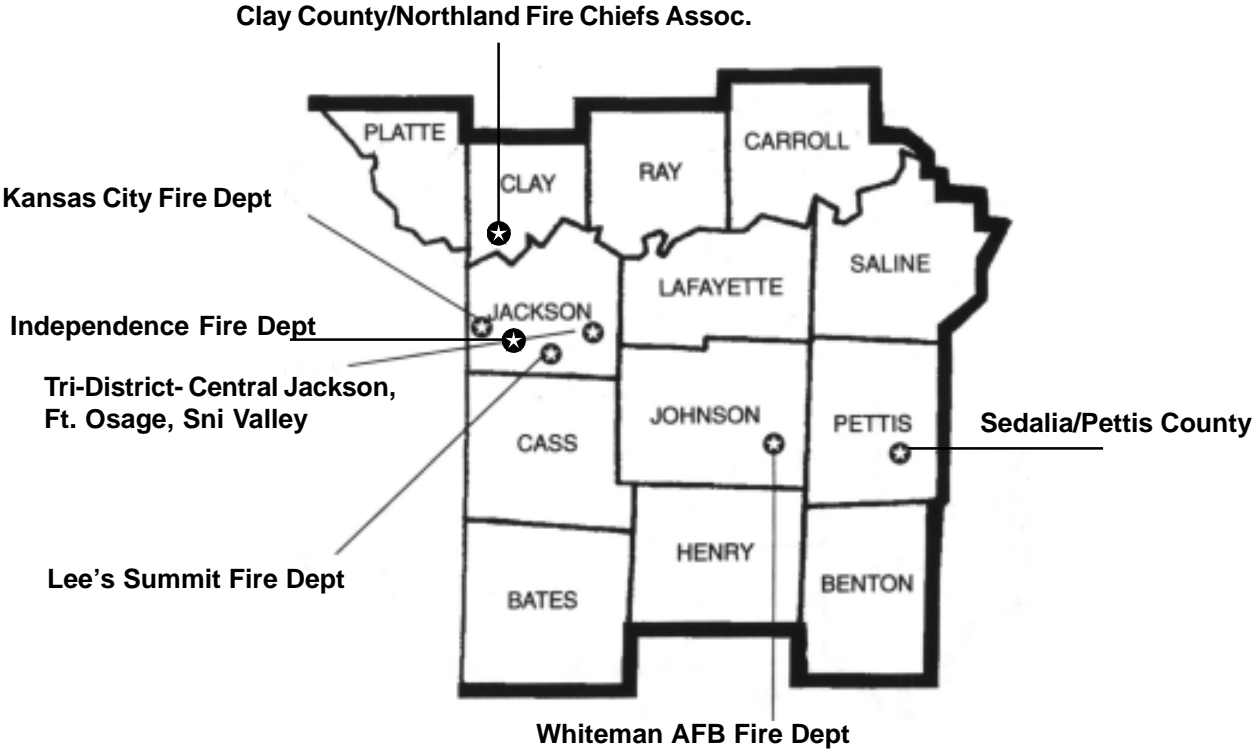 Clay County/Northland Fire Chiefs Assoc.
PLATTE
CARROLL
CLAY
RAY
Kansas City Fire Dept
SALINE
LAFAYETTE
JACKSON
Independence Fire Dept
Tri-District- Central Jackson,
Ft. Osage, Sni Valley
JOHNSON
PETTIS
Sedalia/Pettis County
CASS
HENRY
Lee's Summit Fire Dept
BENTON
BATES
Whiteman AFB Fire Dept